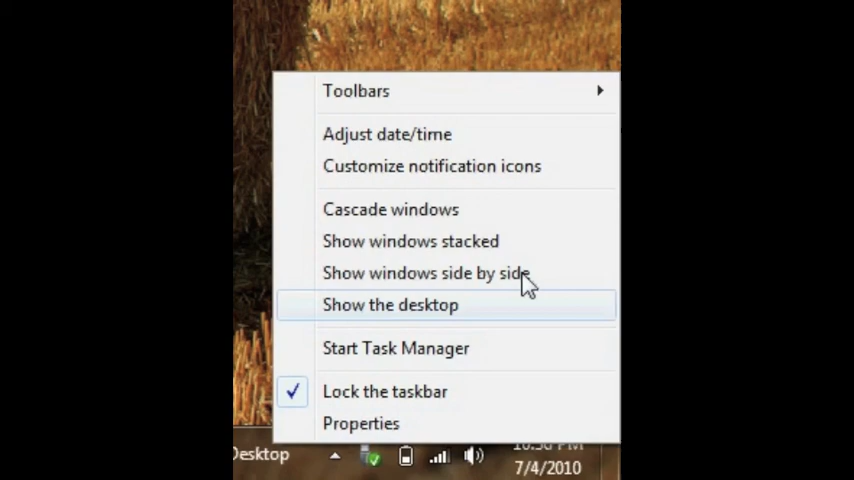 Toolbars
Adjust date/time
Customize notification icons
Cascade windows
Show windows stacked
Show windows side by side
Show the desktop
Start Task Manager
Lock the taskbar
Properties
Desktop
7/4/2010